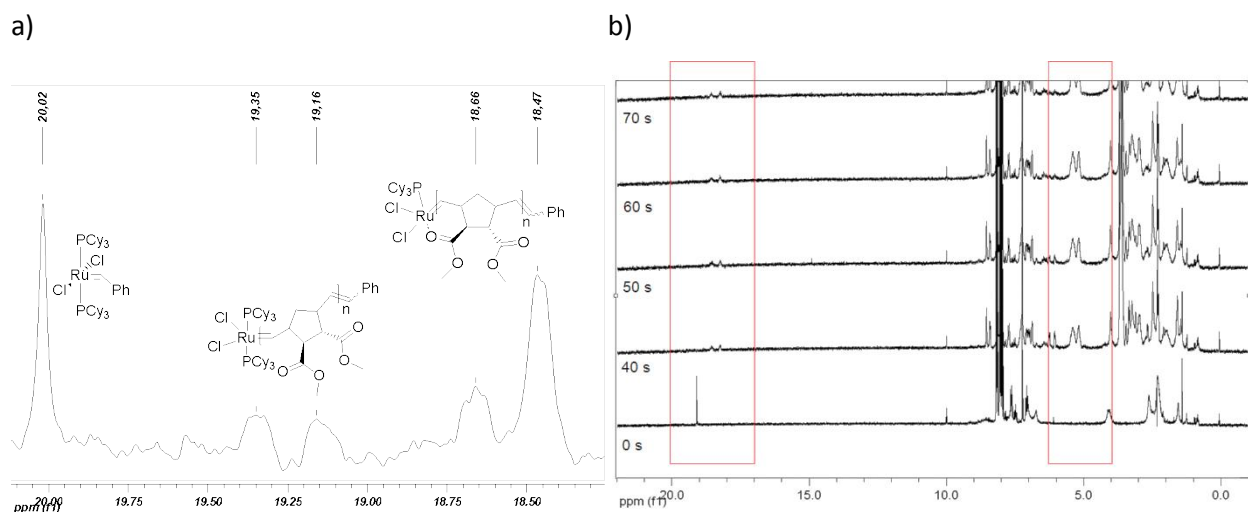 a)
20,02
19,35
19,16
18,66
18,47
PCy3
Cl
Ru
Cl
Ph
PCy3
Cl
PCy3
Ru
Cl
PCy3
n
Ph
O
O
O
O
Cy3P
Cl
Ru
Cl
O
O
O
O
n
Ph
20.00
19.75
19.50
19.25
19.00
18.75
18.50
ppm (f1)
b)
70 s
60 s
50 s
40 s
0 s
20.0
15.0
10.0
5.0
0.0
ppm (f1)